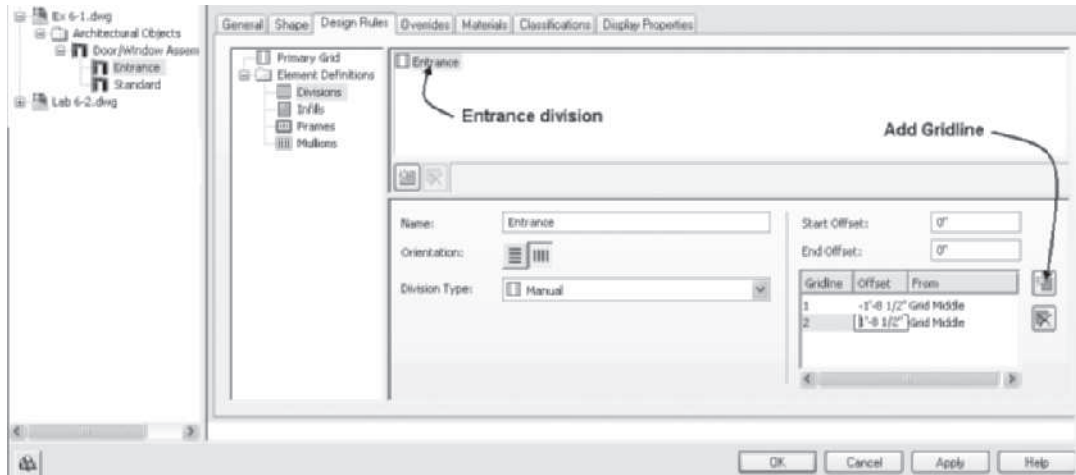 Ex 6-1.dwg
Architectural Objects
Door/Window Assem
Entrance
Standard
Lab 6-2.dwg
General Shape Design Rules Overrides Materials Classifications Display Properties
Primary Grid
Element Definitions
Divisions
Infills
Frames
Mullions
Entrance
Entrance division
Add Gridline
Name: Entrance
Orientation:
Division Type: Manual
Start Offset: 0"
End Offset: 0"
Gridline Offset From
1 -1'-8 1/2" Grid Middle
2 1'-8 1/2" Grid Middle
OK Cancel Apply Help